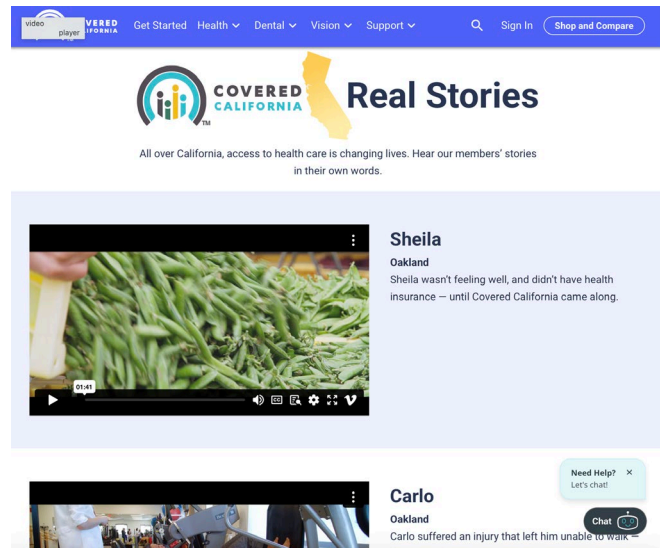 video
player
VERED
IFORNIA
Get Started Health Dental Vision Support
Sign In
Shop and Compare
COVERED
CALIFORNIA
TM
Real Stories
All over California, access to health care is changing lives. Hear our members’ stories
in their own words.
Sheila
Oakland
Sheila wasn’t feeling well, and didn’t have health
insurance — until Covered California came along.
01:41
CC
Carlo
Oakland
Carlo suffered an injury that left him unable to walk —
Need Help? ×
Let's chat!
Chat